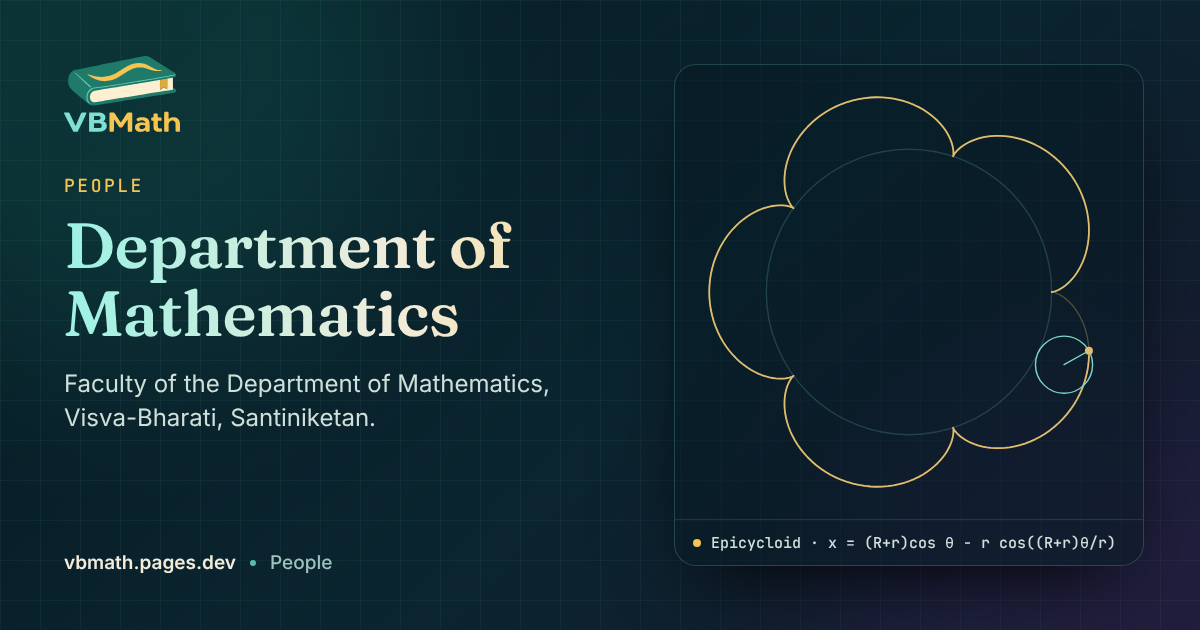 VBMath
PEOPLE
Department of
Mathematics
Faculty of the Department of Mathematics,
Visva-Bharati, Santiniketan.
vbmath.pages.dev • People
Epicycloid · x = (R+r)cos θ - r cos((R+r)θ/r)